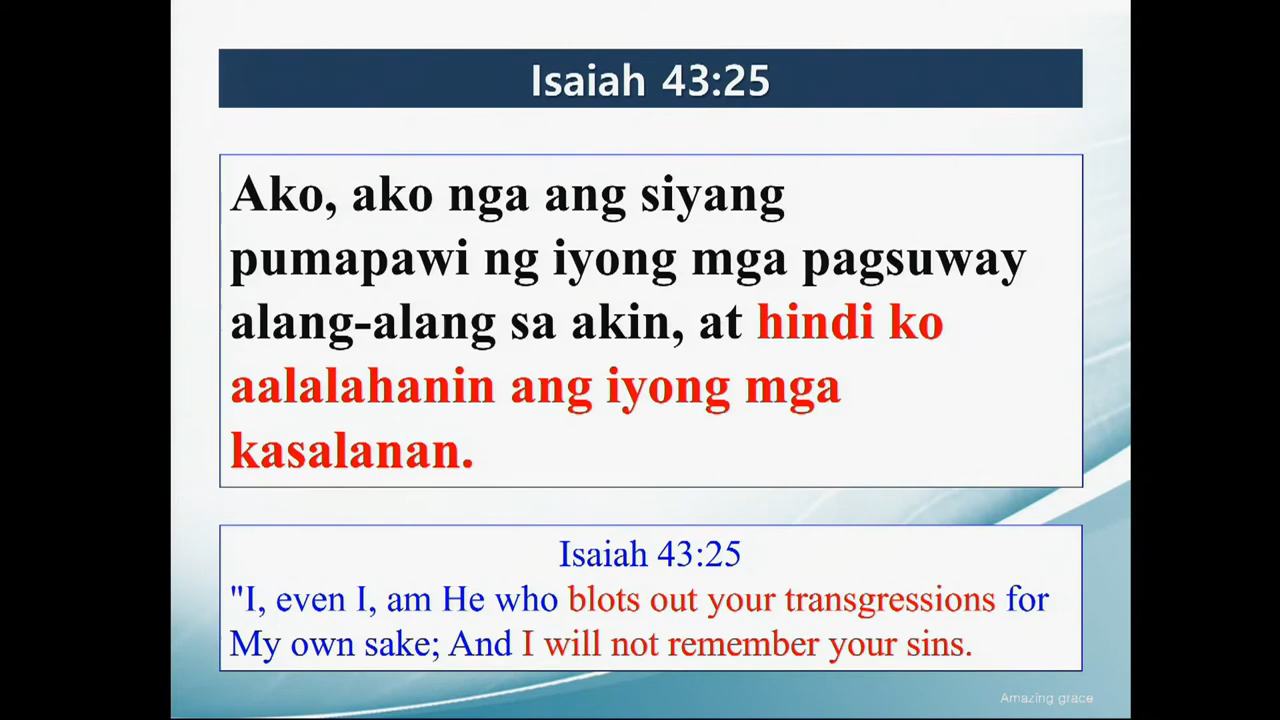 Isaiah 43:25
Ako, ako nga ang siyang
pumapawi ng iyong mga pagsuway
alang-alang sa akin, at hindi ko
aalalahanin ang iyong mga
kasalanan.
Isaiah 43:25
"I, even I, am He who blots out your transgressions for
My own sake; And I will not remember your sins.
Amazing grace